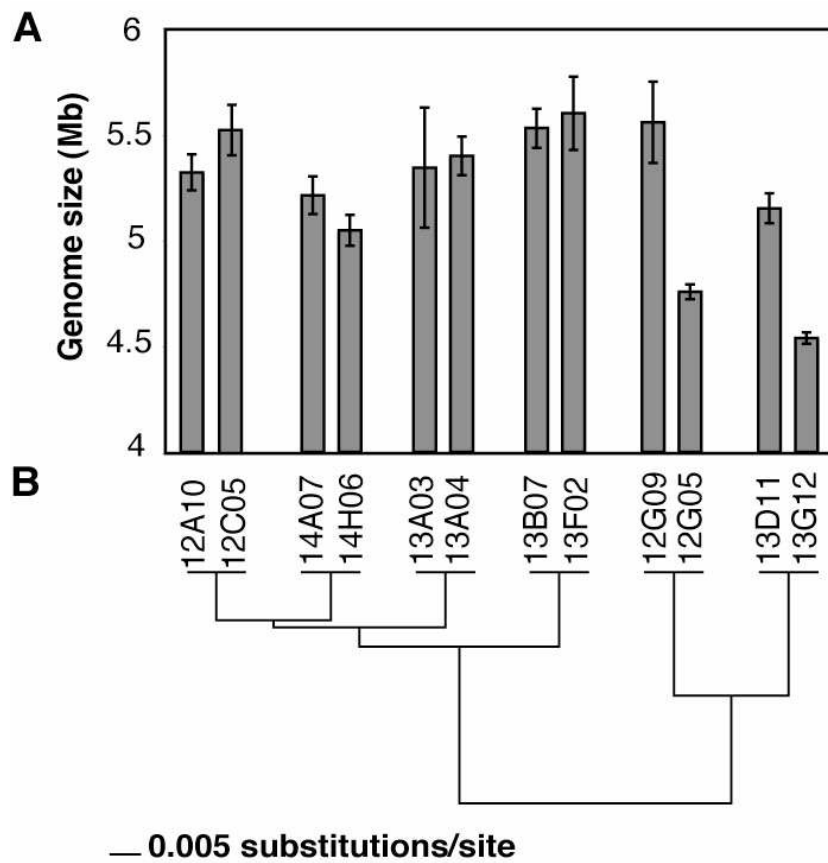 A
Genome size (Mb)
6
5.5
5
4.5
4
B
12A10
12C05
14A07
14H06
13A03
13A04
13B07
13F02
12G09
12G05
13D11
13G12
0.005 substitutions/site